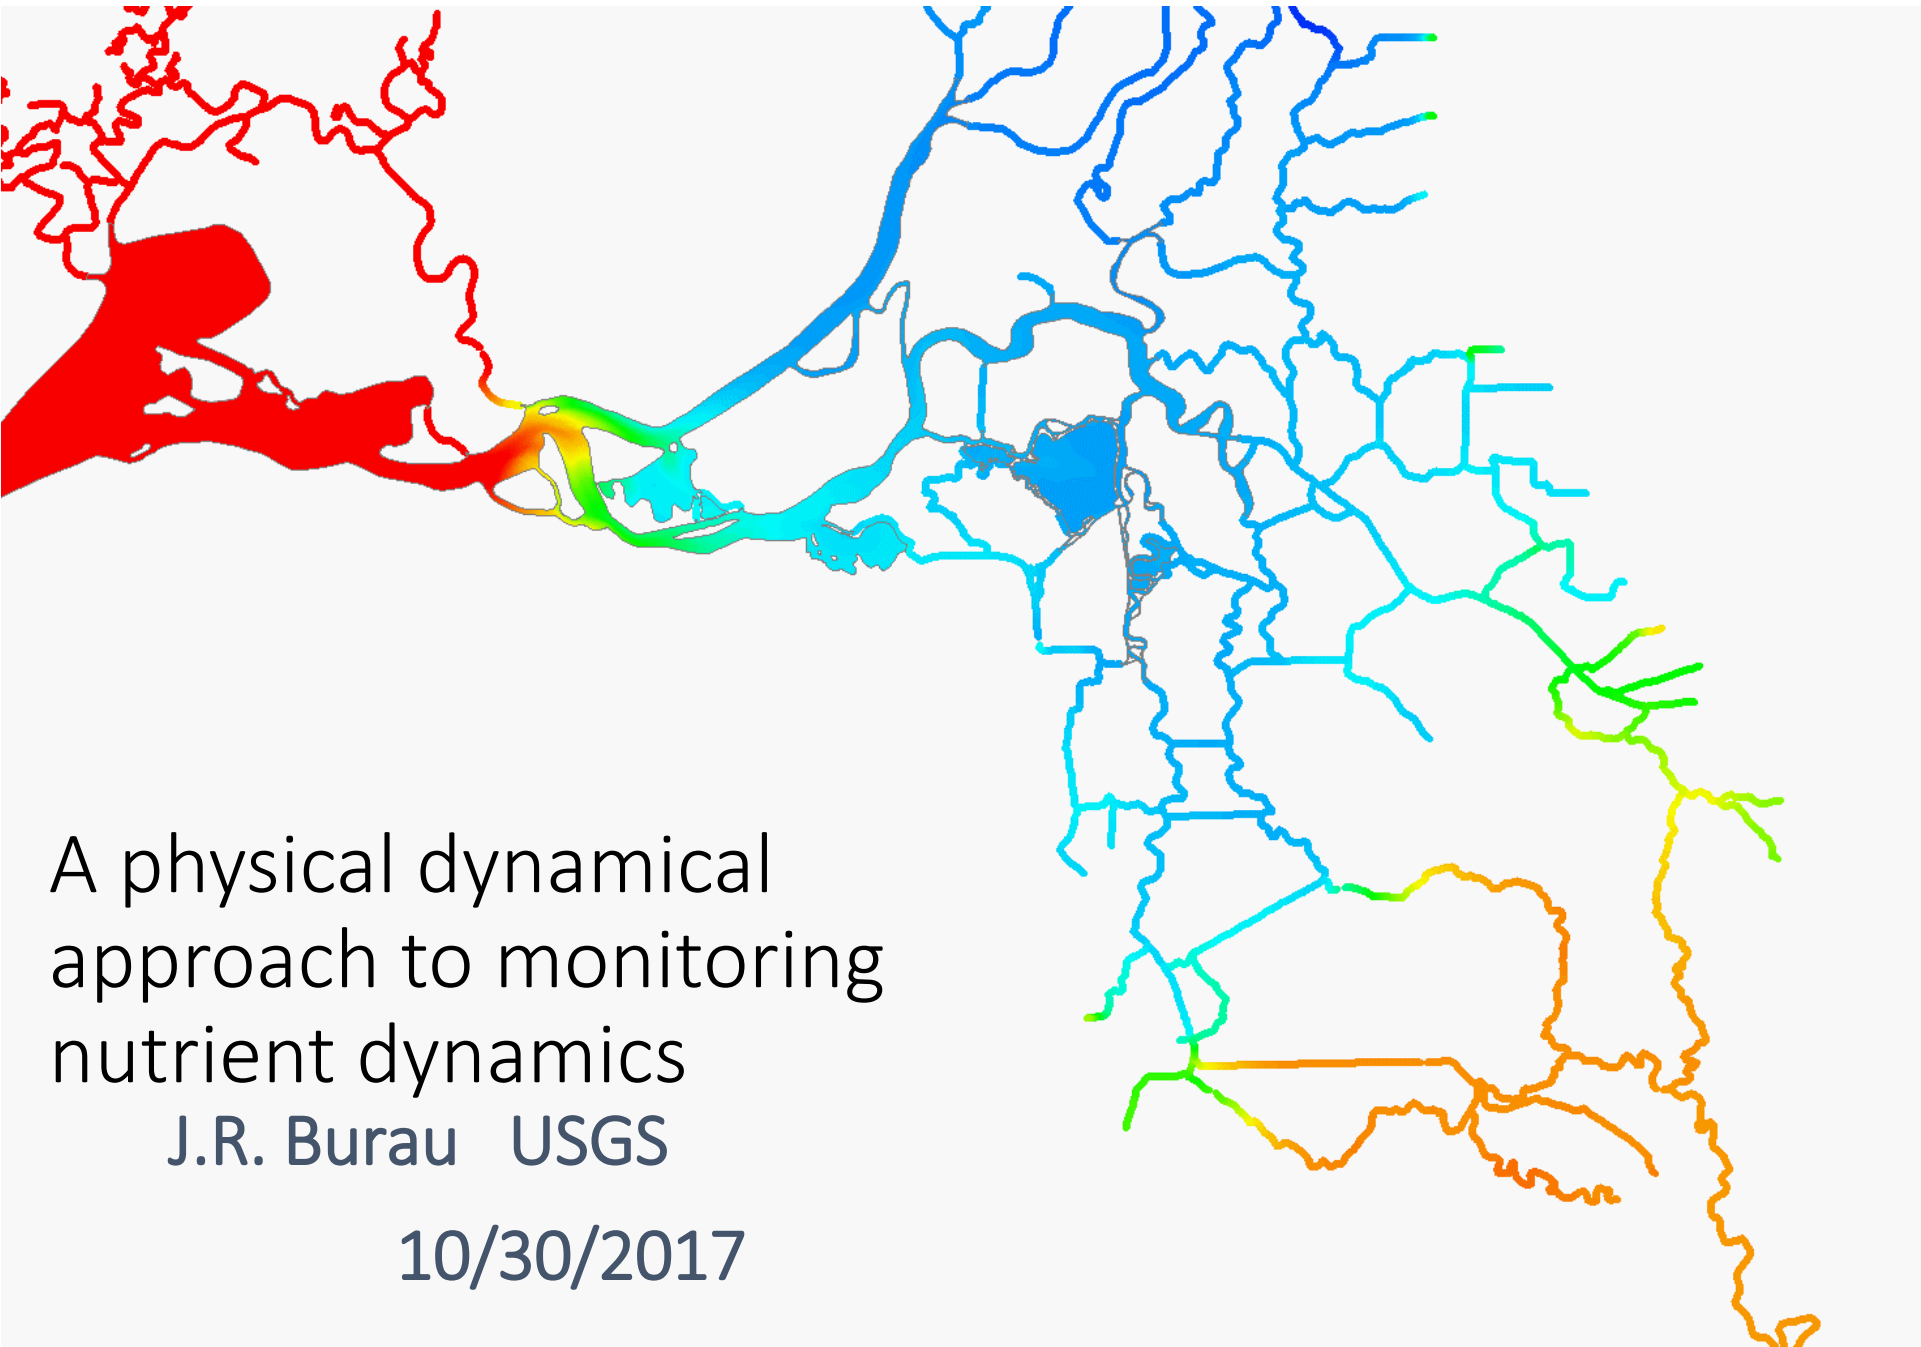 A physical dynamical
approach to monitoring
nutrient dynamics
J.R. Burau USGS
10/30/2017